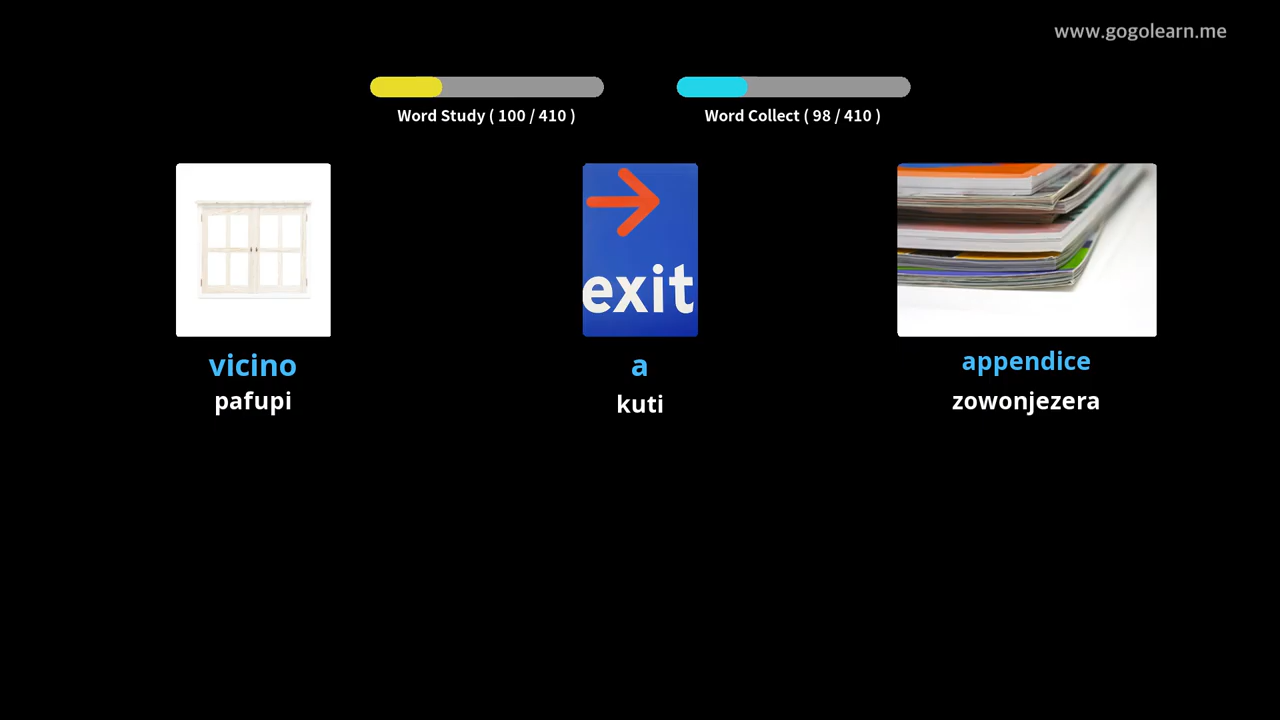 www.gogolearn.me
Word Study ( 100 / 410 )
Word Collect ( 98 / 410 )
exit
vicino
pafupi
a
kuti
appendice
zowonjezera